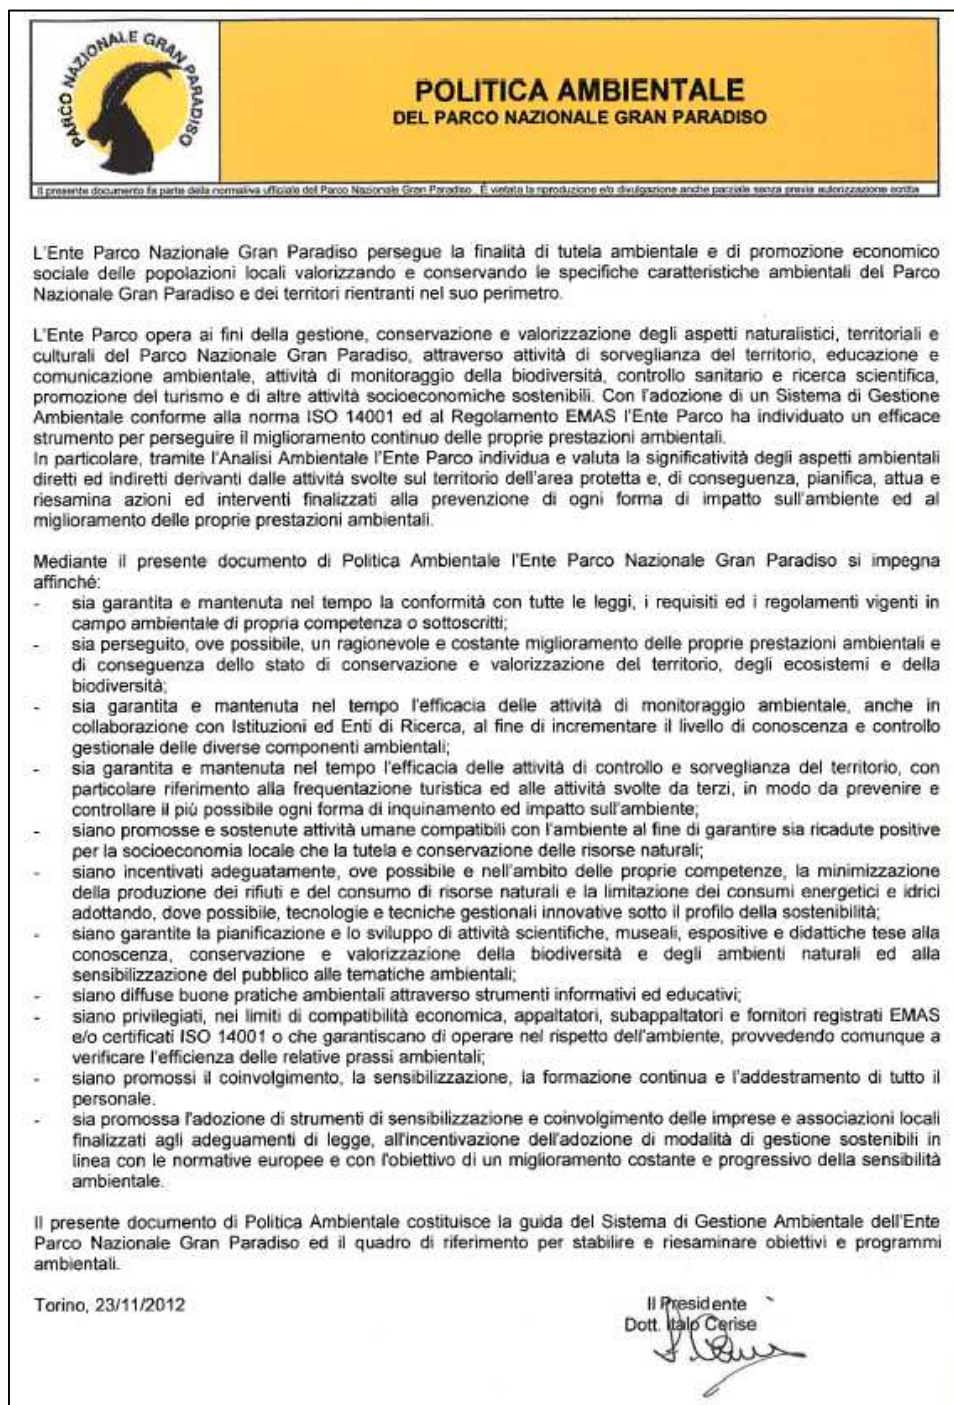 PARCO NAZIONALE GRAN PARADISO
POLITICA AMBIENTALE
DEL PARCO NAZIONALE GRAN PARADISO
Il presente documento fa parte della normativa ufficiale del Parco Nazionale Gran Paradiso . È vietata la riproduzione e/o divulgazione anche parziale senza previa autorizzazione scritta
L'Ente Parco Nazionale Gran Paradiso persegue la finalità di tutela ambientale e di promozione economico
sociale delle popolazioni locali valorizzando e conservando le specifiche caratteristiche ambientali del Parco
Nazionale Gran Paradiso e dei territori rientranti nel suo perimetro.
L'Ente Parco opera ai fini della gestione, conservazione e valorizzazione degli aspetti naturalistici, territoriali e
culturali del Parco Nazionale Gran Paradiso, attraverso attività di sorveglianza del territorio, educazione e
comunicazione ambientale, attività di monitoraggio della biodiversità, controllo sanitario e ricerca scientifica,
promozione del turismo e di altre attività socioeconomiche sostenibili. Con l'adozione di un Sistema di Gestione
Ambientale conforme alla norma ISO 14001 ed al Regolamento EMAS l'Ente Parco ha individuato un efficace
strumento per perseguire il miglioramento continuo delle proprie prestazioni ambientali.
In particolare, tramite l'Analisi Ambientale l'Ente Parco individua e valuta la significatività degli aspetti ambientali
diretti ed indiretti derivanti dalle attività svolte sul territorio dell'area protetta e, di conseguenza, pianifica, attua e
riesamina azioni ed interventi finalizzati alla prevenzione di ogni forma di impatto sull'ambiente ed al
miglioramento delle proprie prestazioni ambientali.
Mediante il presente documento di Politica Ambientale l'Ente Parco Nazionale Gran Paradiso si impegna
affinché:
- sia garantita e mantenuta nel tempo la conformità con tutte le leggi, i requisiti ed i regolamenti vigenti in
campo ambientale di propria competenza o sottoscritti;
- sia perseguito, ove possibile, un ragionevole e costante miglioramento delle proprie prestazioni ambientali e
di conseguenza dello stato di conservazione e valorizzazione del territorio, degli ecosistemi e della
biodiversità;
- sia garantita e mantenuta nel tempo l'efficacia delle attività di monitoraggio ambientale, anche in
collaborazione con Istituzioni ed Enti di Ricerca, al fine di incrementare il livello di conoscenza e controllo
gestionale delle diverse componenti ambientali;
- sia garantita e mantenuta nel tempo l'efficacia delle attività di controllo e sorveglianza del territorio, con
particolare riferimento alla frequentazione turistica ed alle attività svolte da terzi, in modo da prevenire e
controllare il più possibile ogni forma di inquinamento ed impatto sull'ambiente;
- siano promosse e sostenute attività umane compatibili con l'ambiente al fine di garantire sia ricadute positive
per la socioeconomia locale che la tutela e conservazione delle risorse naturali;
- siano incentivati adeguatamente, ove possibile e nell'ambito delle proprie competenze, la minimizzazione
della produzione dei rifiuti e del consumo di risorse naturali e la limitazione dei consumi energetici e idrici
adottando, dove possibile, tecnologie e tecniche gestionali innovative sotto il profilo della sostenibilità;
- siano garantite la pianificazione e lo sviluppo di attività scientifiche, museali, espositive e didattiche tese alla
conoscenza, conservazione e valorizzazione della biodiversità e degli ambienti naturali ed alla
sensibilizzazione del pubblico alle tematiche ambientali;
- siano diffuse buone pratiche ambientali attraverso strumenti informativi ed educativi;
- siano privilegiati, nei limiti di compatibilità economica, appaltatori, subappaltatori e fornitori registrati EMAS
e/o certificati ISO 14001 o che garantiscano di operare nel rispetto dell'ambiente, provvedendo comunque a
verificare l'efficienza delle relative prassi ambientali;
- siano promossi il coinvolgimento, la sensibilizzazione, la formazione continua e l'addestramento di tutto il
personale.
- sia promossa l'adozione di strumenti di sensibilizzazione e coinvolgimento delle imprese e associazioni locali
finalizzati agli adeguamenti di legge, all'incentivazione dell'adozione di modalità di gestione sostenibili in
linea con le normative europee e con l'obiettivo di un miglioramento costante e progressivo della sensibilità
ambientale.
Il presente documento di Politica Ambientale costituisce la guida del Sistema di Gestione Ambientale dell'Ente
Parco Nazionale Gran Paradiso ed il quadro di riferimento per stabilire e riesaminare obiettivi e programmi
ambientali.
Torino, 23/11/2012
Il Presidente
Dott. Italo Cerise